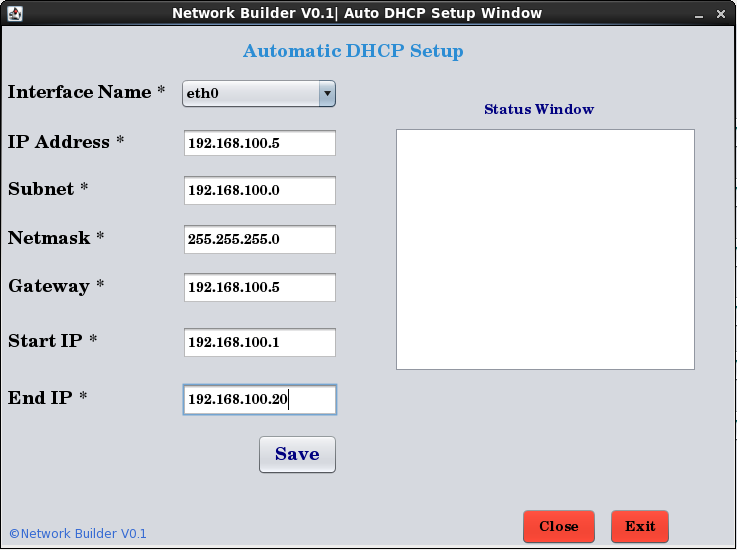 Network Builder V0.1| Auto DHCP Setup Window
Automatic DHCP Setup
Interface Name * eth0
Status Window
IP Address * 192.168.100.5
Subnet * 192.168.100.0
Netmask * 255.255.255.0
Gateway * 192.168.100.5
Start IP * 192.168.100.1
End IP * 192.168.100.20
Save
Close Exit
©Network Builder V0.1